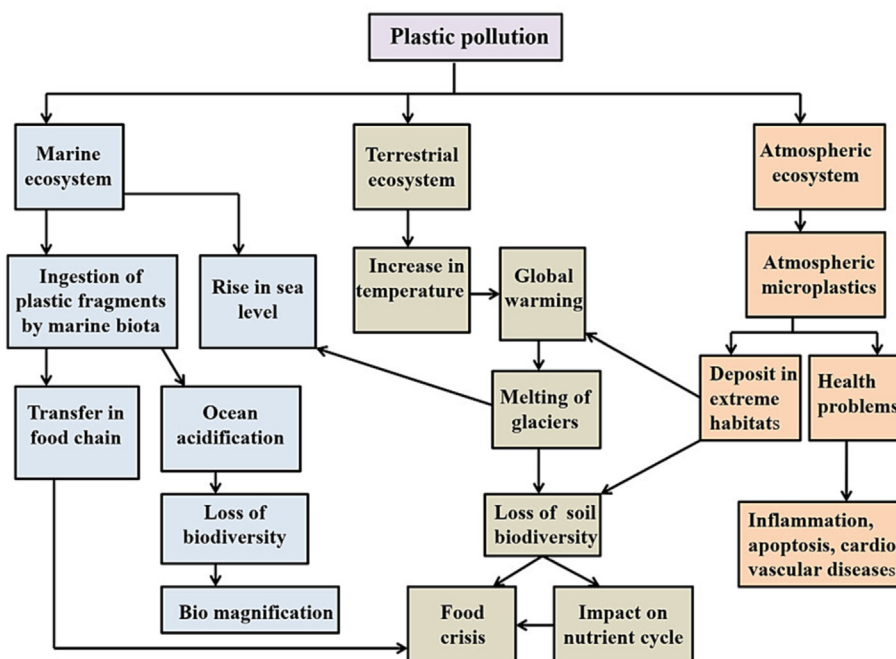 Plastic pollution
Marine
ecosystem
Terrestrial
ecosystem
Atmospheric
ecosystem
Ingestion of
plastic fragments
by marine biota
Rise in sea
level
Increase in
temperature
Global
warming
Atmospheric
microplastics
Transfer in
food chain
Ocean
acidification
Melting of
glaciers
Deposit in
extreme
habitats
Health
problems
Loss of
biodiversity
Loss of soil
biodiversity
Inflammation,
apoptosis, cardio
vascular diseases
Bio magnification
Food
crisis
Impact on
nutrient cycle